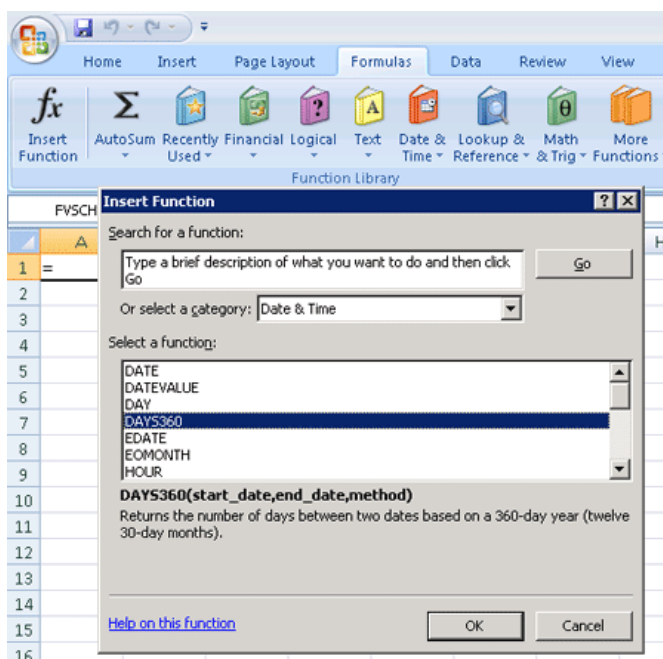 Home Insert Page Layout Formulas Data Review View
fx Σ ? A θ
Insert Function AutoSum Recently Used Financial Logical Text Date & Time Lookup & Reference Math & Trig More Functions
Function Library
FVSCH
Insert Function
Search for a function:
Type a brief description of what you want to do and then click
Go
Go
Or select a category: Date & Time
Select a function:
DATE
DATEVALUE
DAY
DAYS360
EDATE
EOMONTH
HOUR
DAYS360(start_date,end_date,method)
Returns the number of days between two dates based on a 360-day year (twelve
30-day months).
Help on this function
OK Cancel
A H
1 =
2
3
4
5
6
7
8
9
10
11
12
13
14
15
16